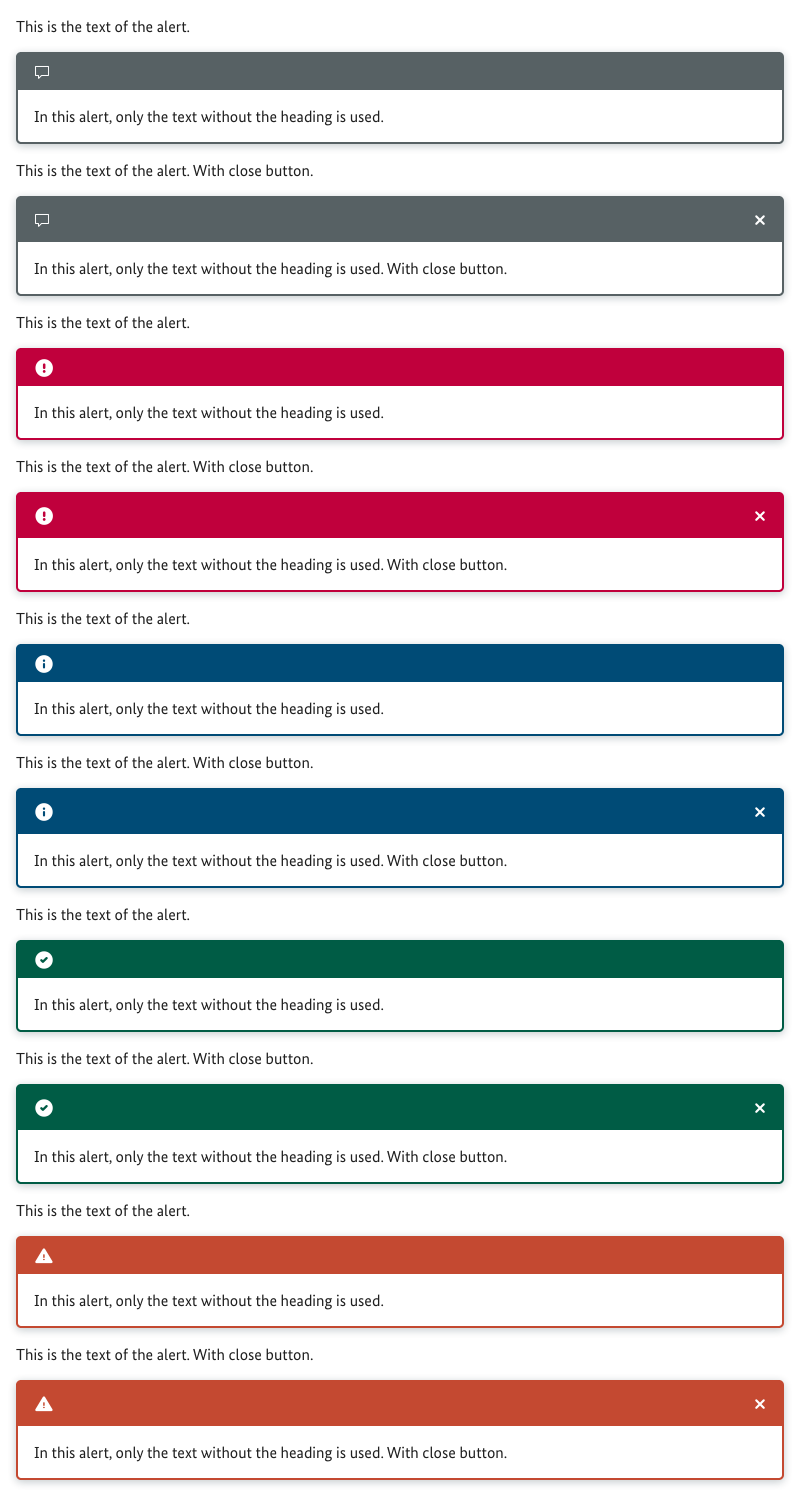 This is the text of the alert.
In this alert, only the text without the heading is used.
This is the text of the alert. With close button.
In this alert, only the text without the heading is used. With close button.
This is the text of the alert.
In this alert, only the text without the heading is used.
This is the text of the alert. With close button.
In this alert, only the text without the heading is used. With close button.
This is the text of the alert.
In this alert, only the text without the heading is used.
This is the text of the alert. With close button.
In this alert, only the text without the heading is used. With close button.
This is the text of the alert.
In this alert, only the text without the heading is used.
This is the text of the alert. With close button.
In this alert, only the text without the heading is used. With close button.
This is the text of the alert.
In this alert, only the text without the heading is used.
This is the text of the alert. With close button.
In this alert, only the text without the heading is used. With close button.